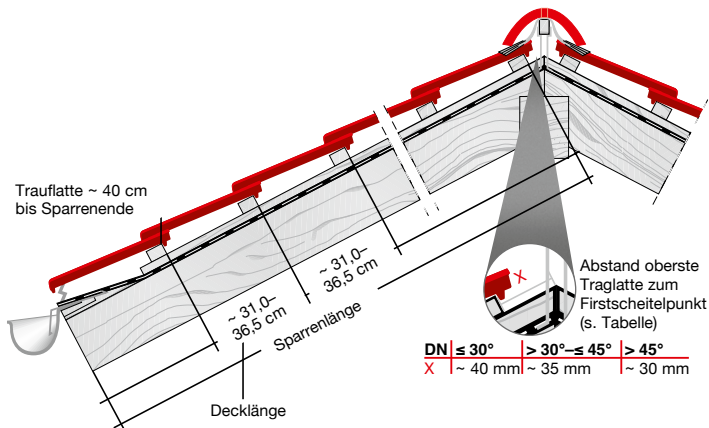 Trauflatte ~ 40 cm
bis Sparrenende
~ 31,0–
36,5 cm
~ 31,0–
36,5 cm
Sparrenlänge
Decklänge
X
Abstand oberste
Traglatte zum
Firstscheitelpunkt
(s. Tabelle)
DN ≤ 30° > 30°–≤ 45° > 45°
X ~ 40 mm ~ 35 mm ~ 30 mm